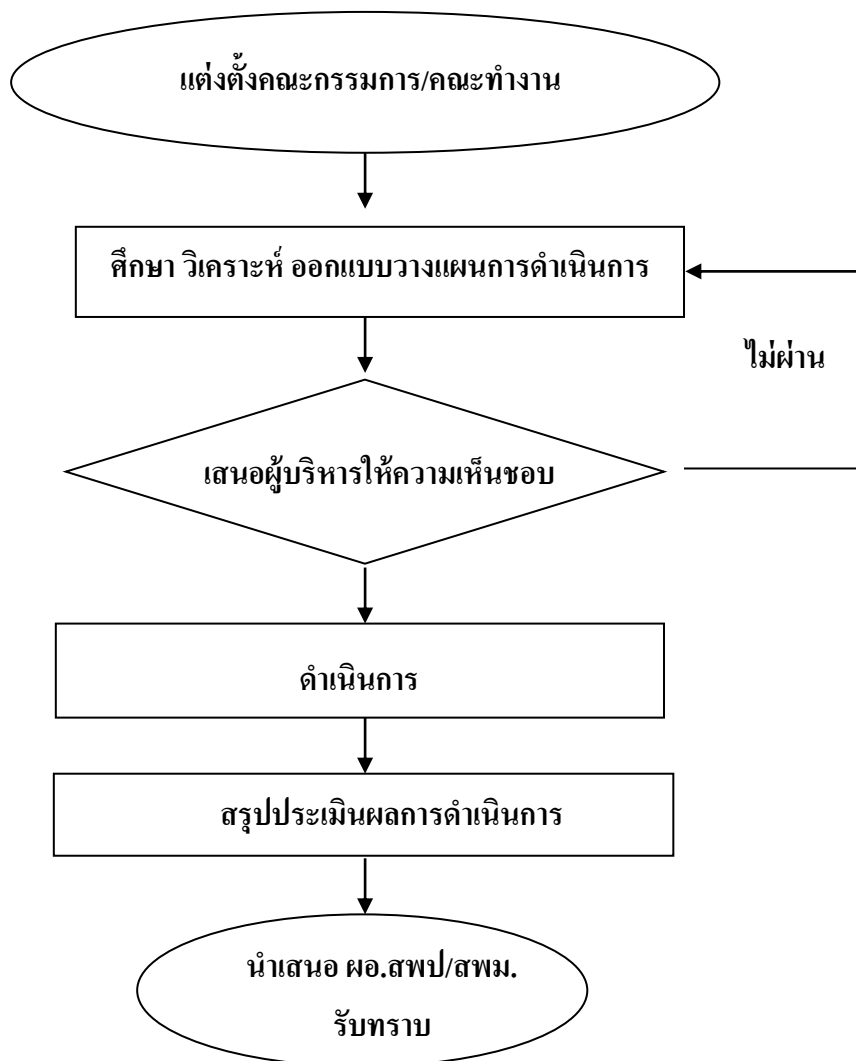 แต่งตั้งคณะกรรมการ/คณะทำงาน
ศึกษา วิเคราะห์ ออกแบบวางแผนการดำเนินการ
ไม่ผ่าน
เสนอผู้บริหารให้ความเห็นชอบ
ดำเนินการ
สรุปประเมินผลการดำเนินการ
นำเสนอ ผอ.สพป/สพม.
รับทราบ